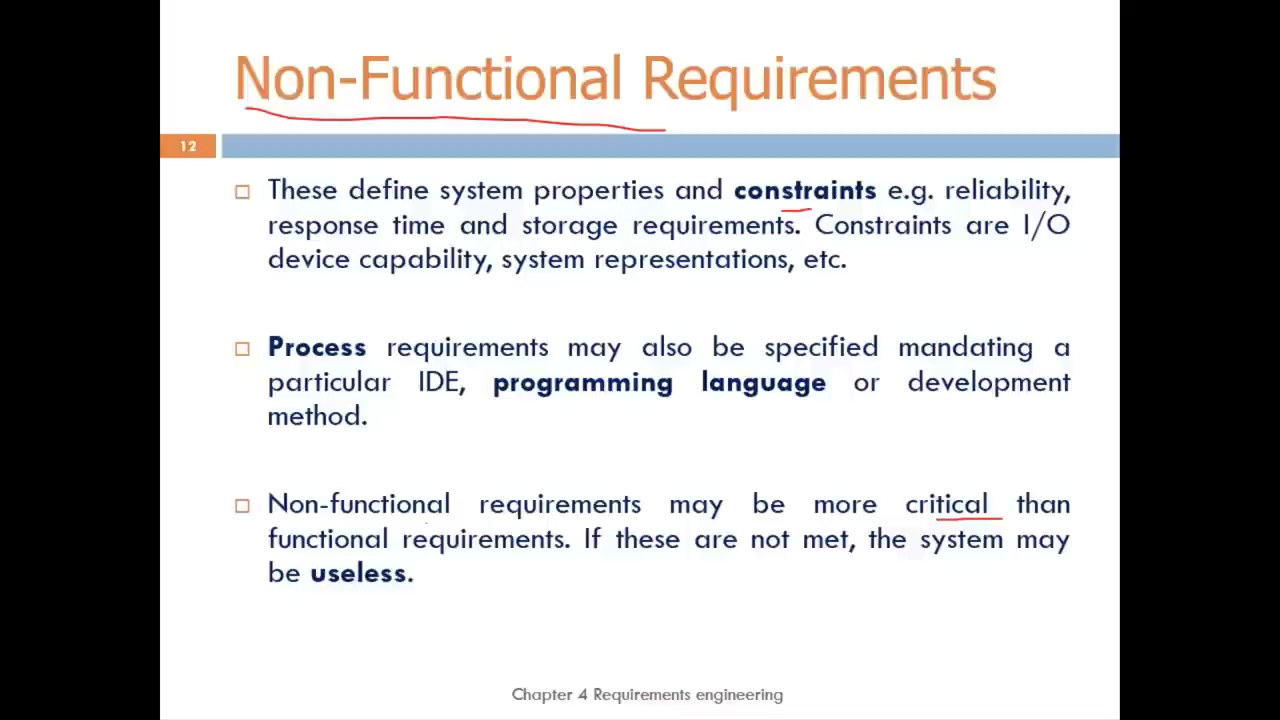 Non-Functional Requirements
12
These define system properties and constraints e.g. reliability,
response time and storage requirements. Constraints are I/O
device capability, system representations, etc.
Process requirements may also be specified mandating a
particular IDE, programming language or development
method.
Non-functional requirements may be more critical than
functional requirements. If these are not met, the system may
be useless.
Chapter 4 Requirements engineering